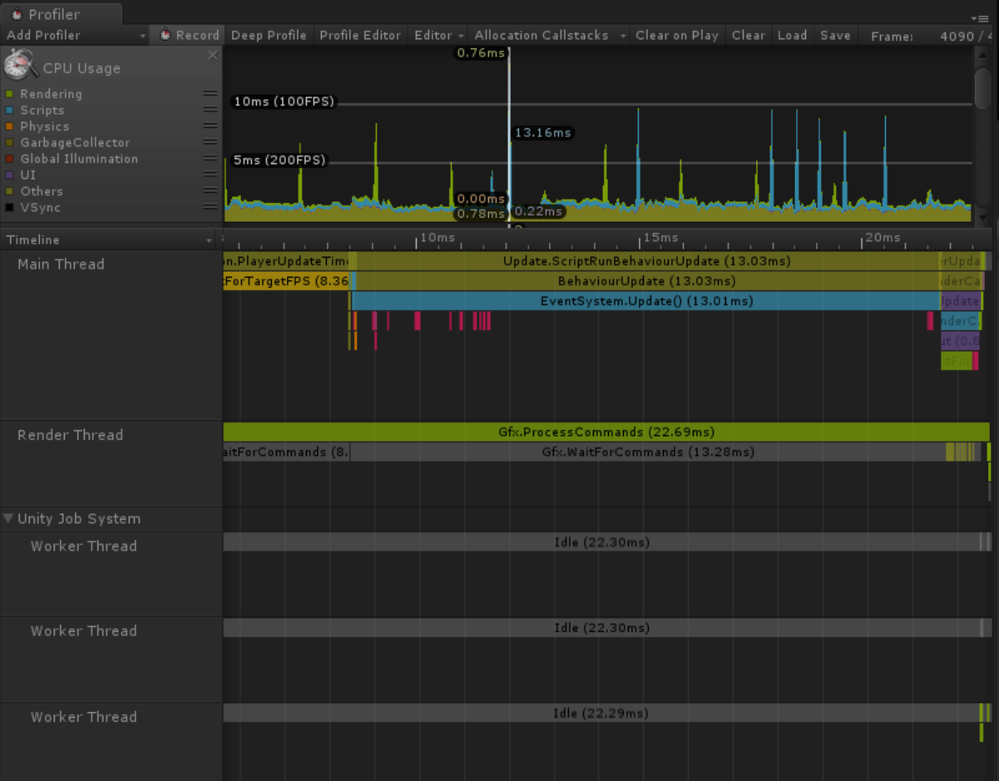 Profiler
Add Profiler Record Deep Profile Profile Editor Editor Allocation Callstacks Clear on Play Clear Load Save Frame: 4090 /
CPU Usage
Rendering
Scripts
Physics
GarbageCollector
Global Illumination
UI
Others
VSync
0.76ms
10ms (100FPS)
13.16ms
5ms (200FPS)
0.00ms
0.78ms 0.22ms
Timeline 10ms 15ms 20ms
Main Thread
n.PlayerUpdateTime Update.ScriptRunBehaviourUpdate (13.03ms) rUpda
tForTargetFPS (8.36 BehaviourUpdate (13.03ms) derCa
EventSystem.Update() (13.01ms) Update
nderC
ut (0.8
itFor
Render Thread
Gfx.ProcessCommands (22.69ms)
aitForCommands (8. Gfx.WaitForCommands (13.28ms)
Unity Job System
Worker Thread
Idle (22.30ms)
Worker Thread
Idle (22.30ms)
Worker Thread
Idle (22.29ms)